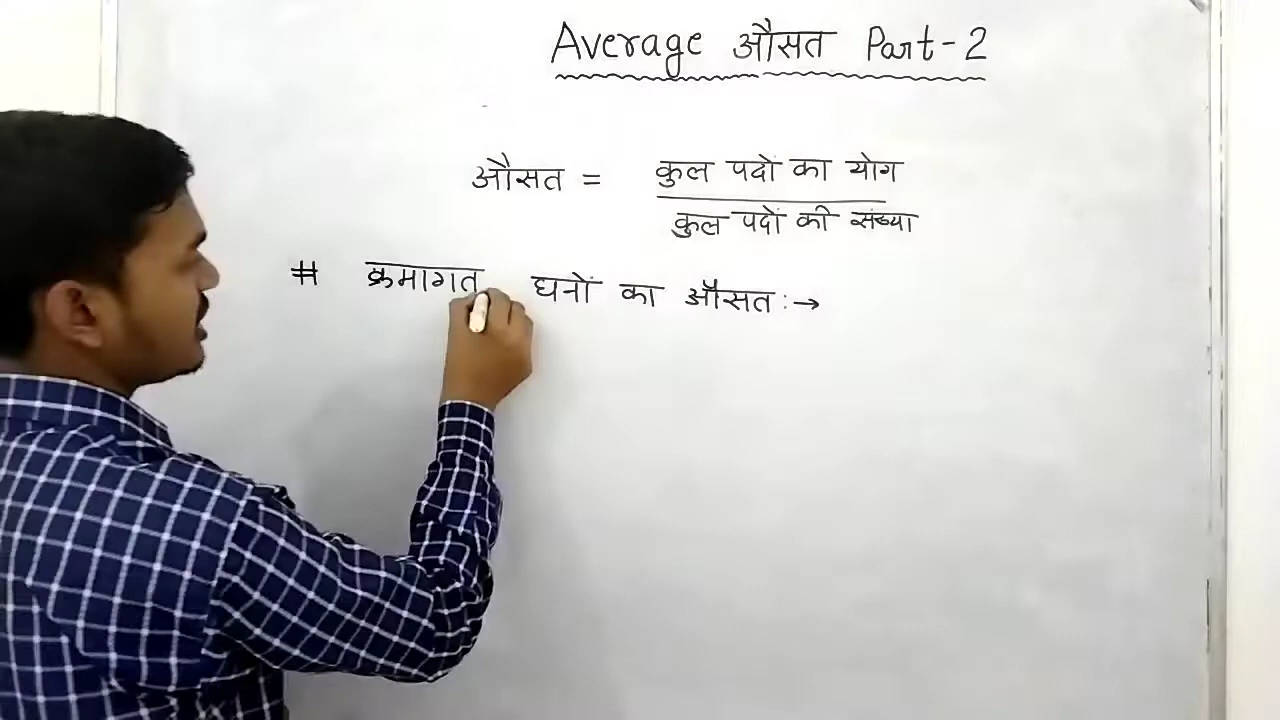 Average औसत Part-2
औसत = कुल पदो का योग
कुल पदों की संख्या
# क्रमागत घनों का औसत :→